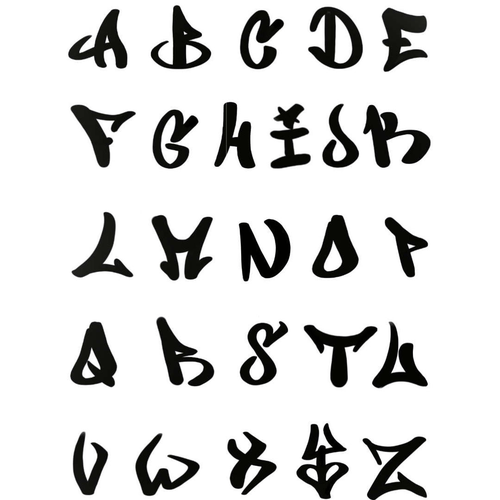 A B C D E
F G H I J K
L M N O P
Q R S T U
V W X Y Z